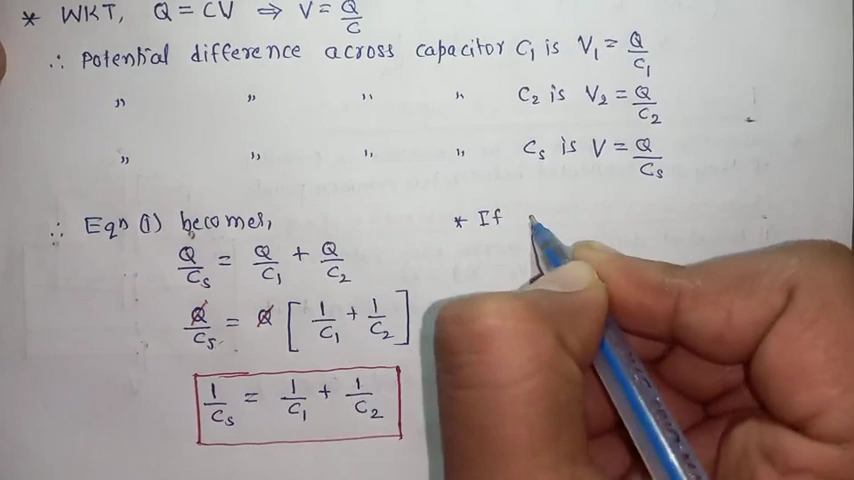 * WKT, Q = CV ⇒ V = Q/C
∴ Potential difference across capacitor C₁ is V₁ = Q/C₁
〃 〃 〃 〃 C₂ is V₂ = Q/C₂
〃 〃 〃 〃 Cₛ is V = Q/Cₛ
∴ Eqn (1) becomes,
Q/Cₛ = Q/C₁ + Q/C₂
Q/Cₛ = Q [ 1/C₁ + 1/C₂ ]
1/Cₛ = 1/C₁ + 1/C₂
* If